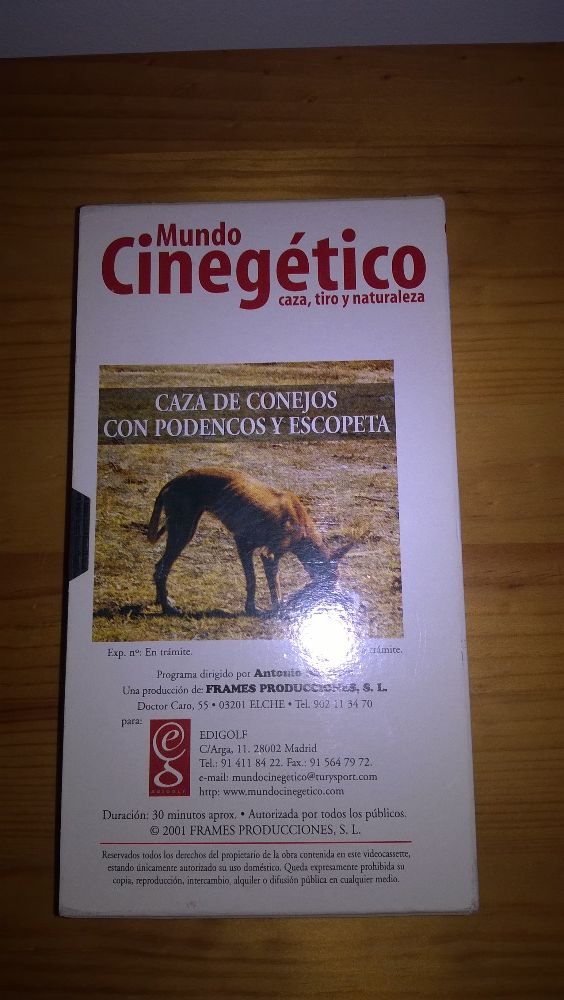 Mundo
Cinegético
caza, tiro y naturaleza
CAZA DE CONEJOS
CON PODENCOS Y ESCOPETA
Exp. nº: En trámite.
trámite.
Programa dirigido por Antonio
Una producción de: FRAMES PRODUCCIONES, S. L.
Doctor Caro, 55 • 03201 ELCHE • Tel. 902 11 34 70
para:
EDIGOLF
EDIGOLF
C/Arga, 11. 28002 Madrid
Tel.: 91 411 84 22. Fax.: 91 564 79 72.
e-mail: mundocinegetico@turysport.com
http: www.mundocinegetico.com
Duración: 30 minutos aprox. • Autorizada por todos los públicos.
© 2001 FRAMES PRODUCCIONES, S. L.
Reservados todos los derechos del propietario de la obra contenida en este videocassette,
estando únicamente autorizado su uso doméstico. Queda expresamente prohibida su
copia, reproducción, intercambio, alquiler o difusión pública en cualquier medio.